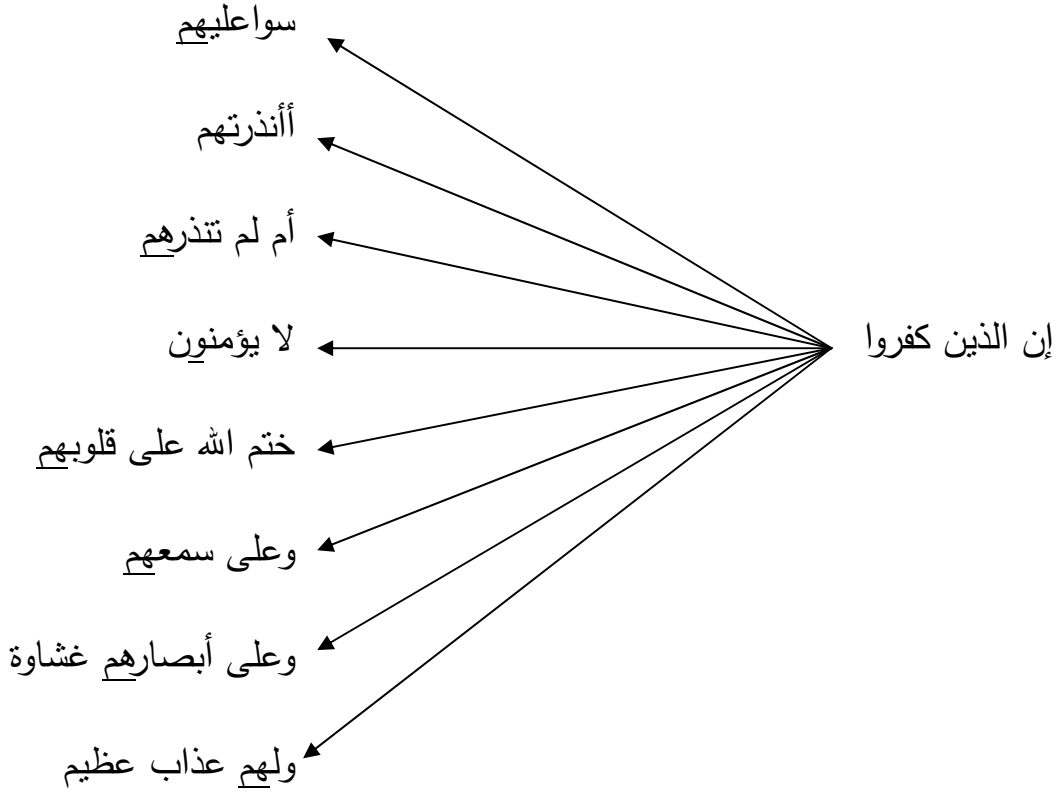 سواعليهم
أأنذرتهم
أم لم تتذرهم
لا يؤمنون
إن الذين كفروا
ختم الله على قلوبهم
وعلى سمعهم
وعلى أبصارهم غشاوة
ولهم عذاب عظيم